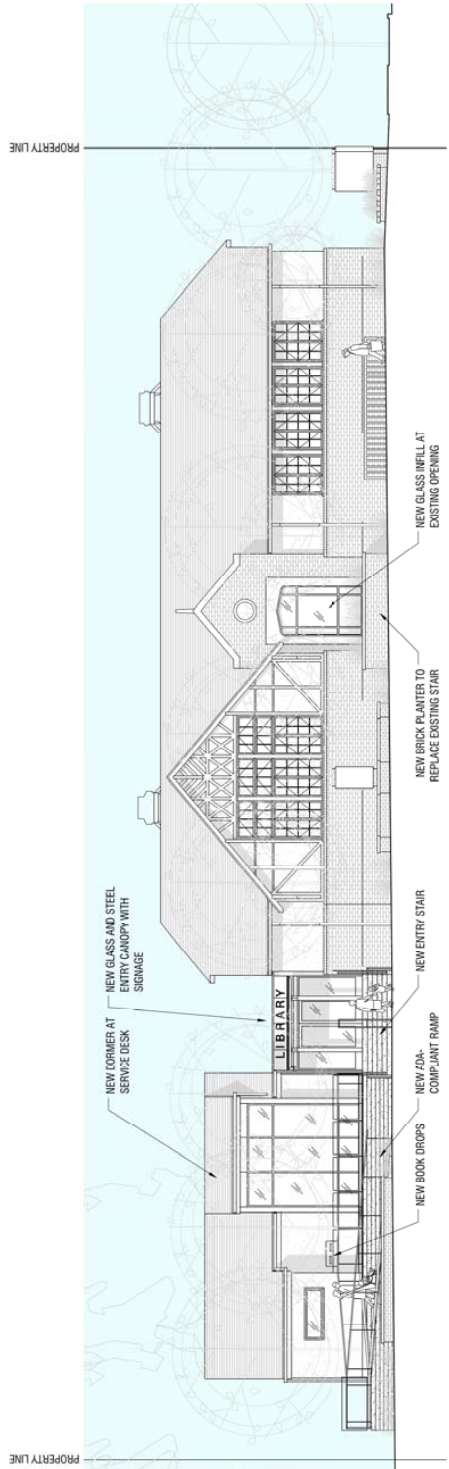 PROPERTY LINE
PROPERTY LINE
NEW DORMER AT
SERVICE DESK
NEW GLASS AND STEEL
ENTRY CANOPY WITH
SIGNAGE
LIBRARY
NEW BOOK DROPS
NEW ADA-
COMPLIANT RAMP
NEW ENTRY STAIR
NEW BRICK PLANTER TO
REPLACE EXISTING STAIR
NEW GLASS INFILL AT
EXISTING OPENING